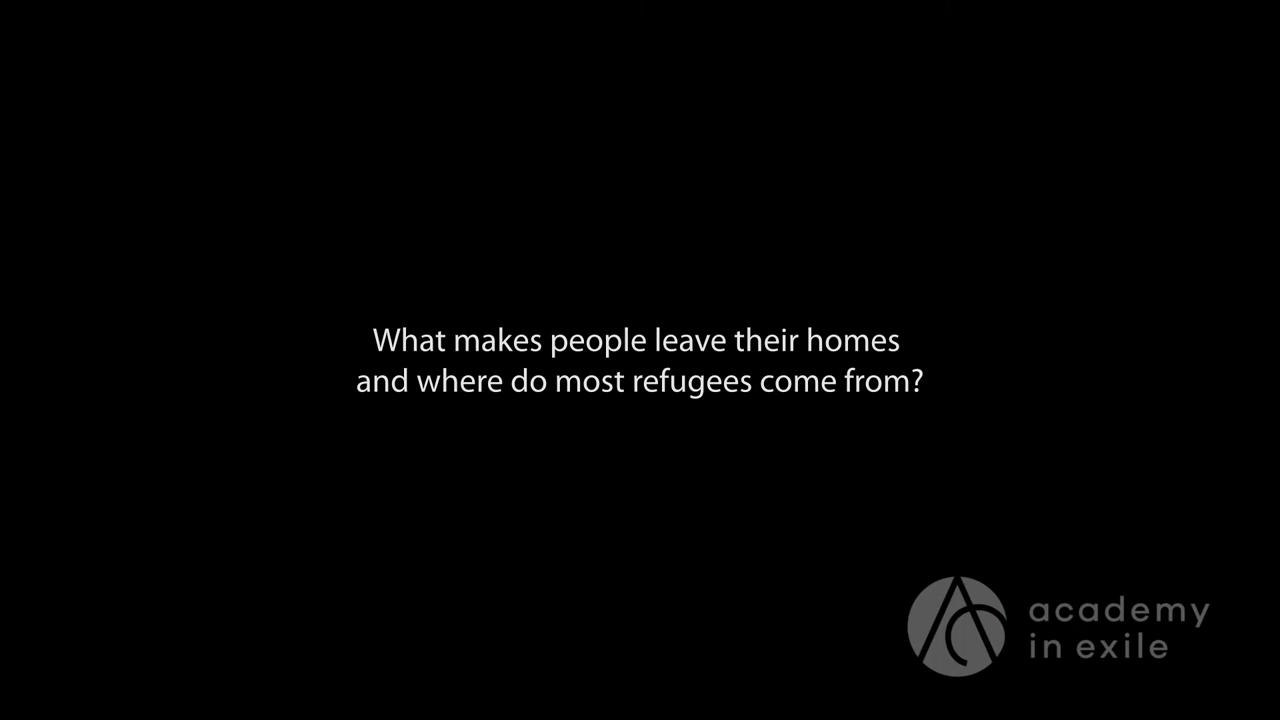 What makes people leave their homes
and where do most refugees come from?
academy
in exile